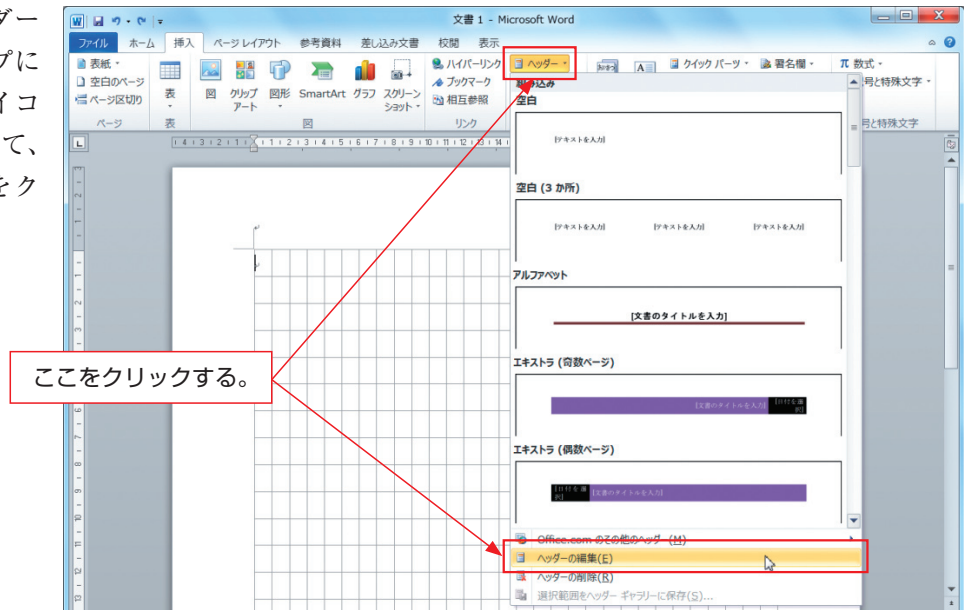 ダー
プに
イコ
て、
をク
文書 1 - Microsoft Word
ファイル ホーム 挿入 ページ レイアウト 参考資料 差し込み文書 校閲 表示
表紙
空白のページ
ページ区切り
ページ
表
表
図
クリップ
アート
図形
SmartArt
グラフ
スクリーン
ショット
図
ハイパーリンク
ブックマーク
相互参照
リンク
ヘッダー
クイック パーツ
署名欄
π 数式
号と特殊文字
号と特殊文字
組み込み
空白
[テキストを入力]
空白 (3 か所)
[テキストを入力] [テキストを入力] [テキストを入力]
アルファベット
[文書のタイトルを入力]
エキストラ (奇数ページ)
[文書のタイトルを入力] [日付を選
択]
エキストラ (偶数ページ)
[日付を選
択] [文書のタイトルを入力]
Office.com のその他のヘッダー(M)
ヘッダーの編集(E)
ヘッダーの削除(R)
選択範囲をヘッダー ギャラリーに保存(S)...
ここをクリックする。